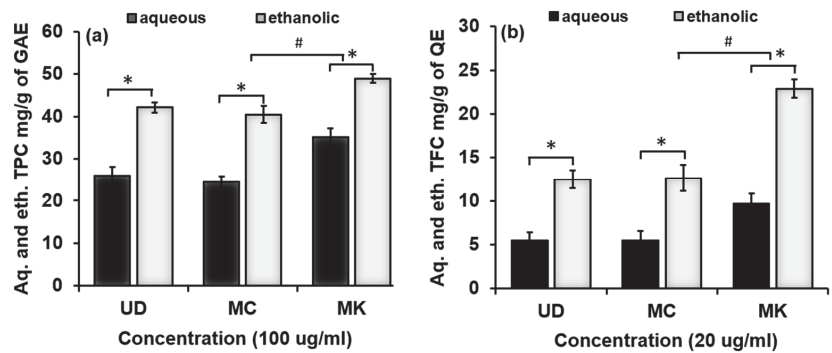 (a)
aqueous ethanolic
Aq. and eth. TPC mg/g of GAE
60
50
40
30
20
10
0
*
*
#
*
UD MC MK
Concentration (100 ug/ml)
(b)
aqueous ethanolic
Aq. and eth. TFC mg/g of QE
30
25
20
15
10
5
0
*
*
#
*
UD MC MK
Concentration (20 ug/ml)